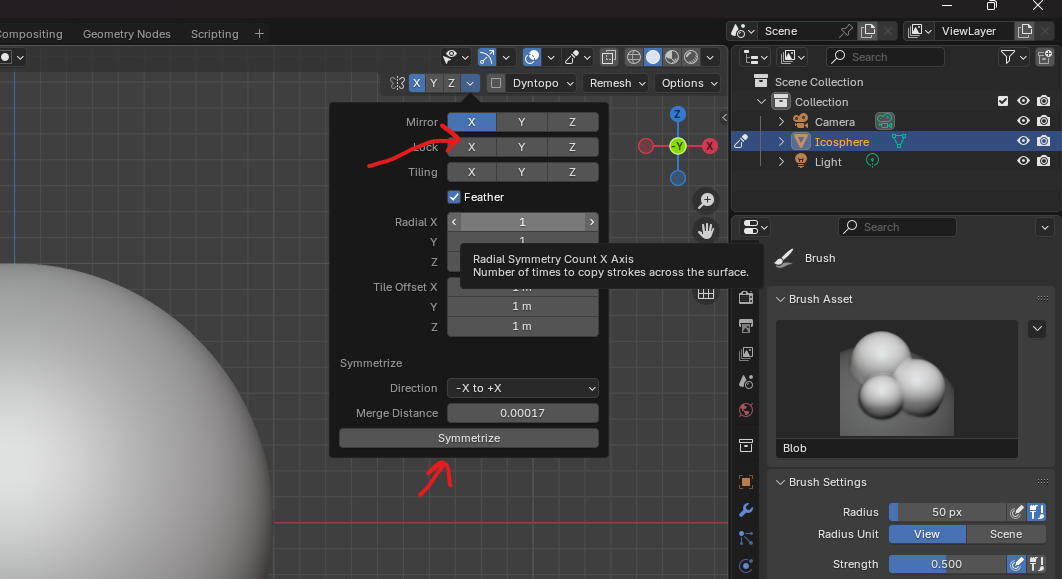 Compositing Geometry Nodes Scripting +
Scene ViewLayer
Search
X Y Z Dyntopo Remesh Options
Scene Collection
Collection
Camera
Icosphere
Light
Mirror X Y Z
Lock X Y Z
Tiling X Y Z
Feather
Radial X 1
Y 1
Z
Radial Symmetry Count X Axis
Number of times to copy strokes across the surface.
Tile Offset X 1 m
Y 1 m
Z 1 m
Symmetrize
Direction -X to +X
Merge Distance 0.00017
Symmetrize
Z
-Y
X
Search
Brush
Brush Asset
Blob
Brush Settings
Radius 50 px
Radius Unit View Scene
Strength 0.500